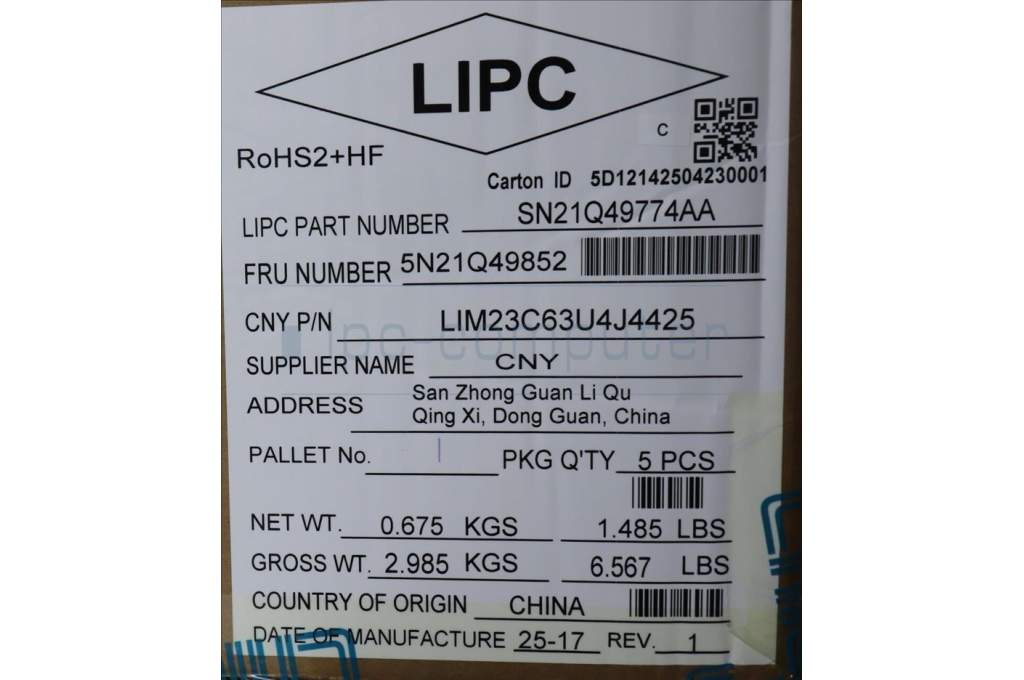 LIPC
C
RoHS2+HF
Carton ID 5D12142504230001
LIPC PART NUMBER SN21Q49774AA
FRU NUMBER 5N21Q49852
CNY P/N LIM23C63U4J4425
ipc-computer
SUPPLIER NAME CNY
ADDRESS San Zhong Guan Li Qu
Qing Xi, Dong Guan, China
PALLET No. 1 PKG Q'TY 5 PCS
NET WT. 0.675 KGS 1.485 LBS
GROSS WT. 2.985 KGS 6.567 LBS
COUNTRY OF ORIGIN CHINA
DATE OF MANUFACTURE 25-17 REV. 1